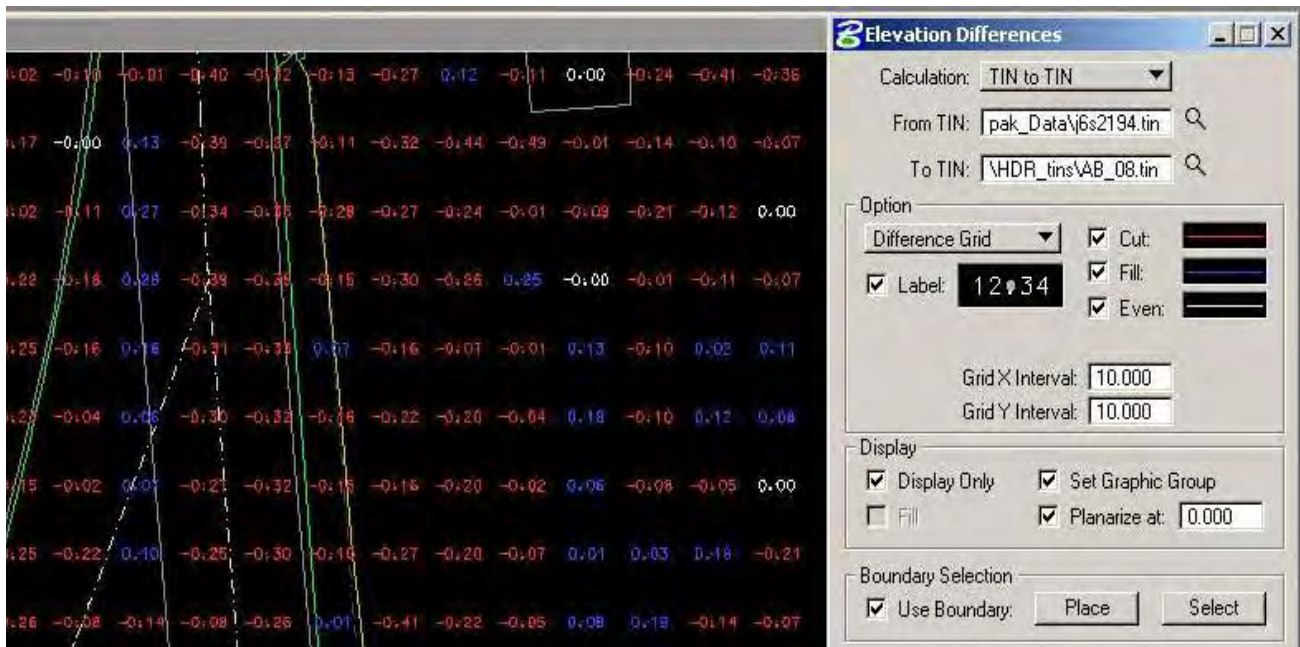 Elevation Differences
Calculation: TIN to TIN
From TIN: pak_Data\j6s2194.tin
To TIN: \HDR_tins\AB_08.tin
Option
Difference Grid
Cut:
Label: 12.34
Fill:
Even:
Grid X Interval: 10.000
Grid Y Interval: 10.000
Display
Display Only Set Graphic Group
Fill Planarize at: 0.000
Boundary Selection
Use Boundary: Place Select
-0.27 0.12 -0.11 0.00 -0.24 -0.41 -0.36
-0.00 -0.39 -0.11 -0.32 -0.44 -0.49 -0.01 -0.14 -0.10 -0.07
-0.11 0.27 -0.34 -0.28 -0.27 -0.24 -0.01 -0.09 -0.21 -0.12 0.00
-0.18 0.28 -0.39 -0.15 -0.30 -0.26 0.25 -0.00 -0.01 -0.11 -0.07
-0.16 0.16 -0.31 -0.16 -0.07 -0.01 0.13 -0.10 0.02 0.11
-0.04 0.06 -0.30 -0.32 -0.22 -0.20 -0.04 0.18 -0.10 0.12 0.08
-0.02 -0.32 -0.16 -0.20 -0.02 0.06 -0.08 -0.05 0.00
-0.22 0.10 -0.25 -0.30 -0.27 -0.20 -0.07 0.01 0.03 0.18 -0.21
-0.08 -0.14 -0.08 -0.26 0.01 -0.41 -0.22 -0.05 0.08 0.19 -0.14 -0.07